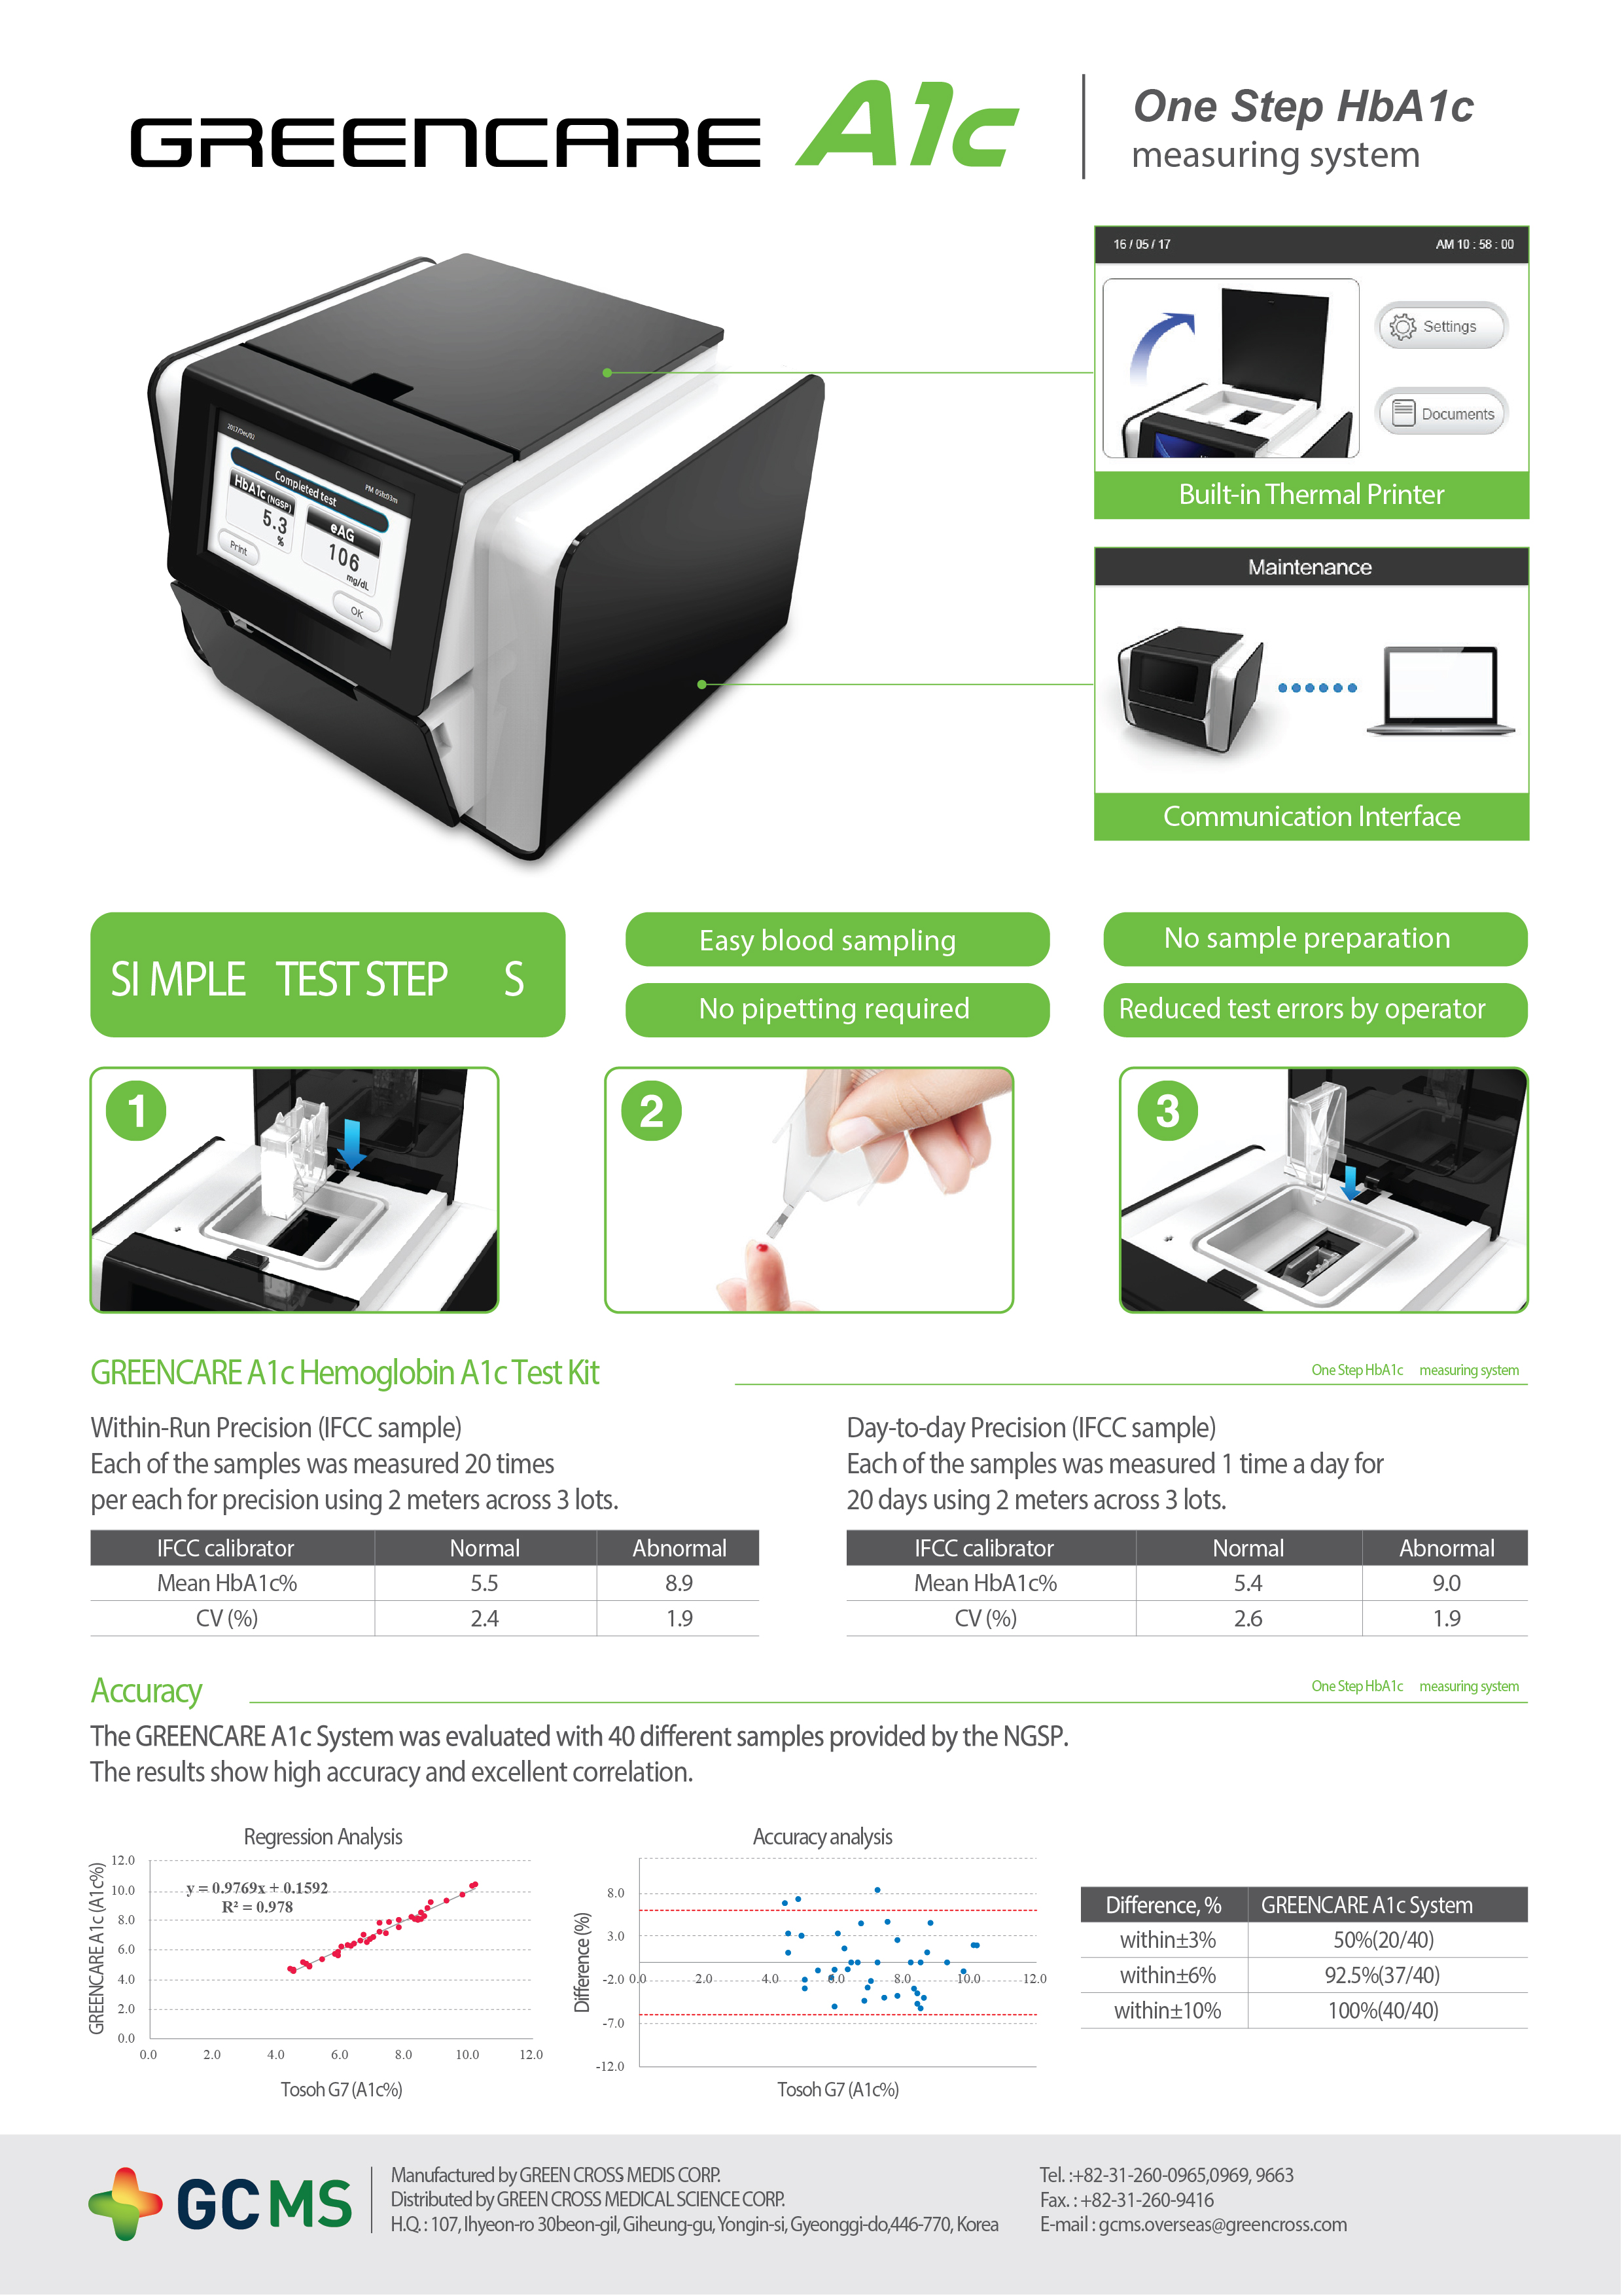 GREENCARE A1c
One Step HbA1c
measuring system
16 / 05 / 17 AM 10 : 58 : 00
Settings
Documents
Built-in Thermal Printer
Completed test
HbA1c (NGSP)
5.3
%
eAG
106
mg/dL
Print
OK
Maintenance
Communication Interface
SI MPLE TEST STEP S
Easy blood sampling
No pipetting required
No sample preparation
Reduced test errors by operator
1
2
3
GREENCARE A1c Hemoglobin A1c Test Kit
One Step HbA1c measuring system
Within-Run Precision (IFCC sample)
Each of the samples was measured 20 times
per each for precision using 2 meters across 3 lots.
IFCC calibrator Normal Abnormal
Mean HbA1c% 5.5 8.9
CV (%) 2.4 1.9
Day-to-day Precision (IFCC sample)
Each of the samples was measured 1 time a day for
20 days using 2 meters across 3 lots.
IFCC calibrator Normal Abnormal
Mean HbA1c% 5.4 9.0
CV (%) 2.6 1.9
Accuracy
One Step HbA1c measuring system
The GREENCARE A1c System was evaluated with 40 different samples provided by the NGSP.
The results show high accuracy and excellent correlation.
Regression Analysis
GREENCARE A1c (A1c%)
12.0
10.0
8.0
6.0
4.0
2.0
0.0
y = 0.9769x + 0.1592
R² = 0.978
0.0 2.0 4.0 6.0 8.0 10.0 12.0
Tosoh G7 (A1c%)
Accuracy analysis
Difference (%)
8.0
3.0
-2.0
-7.0
-12.0
0.0 2.0 4.0 6.0 8.0 10.0 12.0
Tosoh G7 (A1c%)
Difference, % GREENCARE A1c System
within±3% 50%(20/40)
within±6% 92.5%(37/40)
within±10% 100%(40/40)
GCMS
Manufactured by GREEN CROSS MEDIS CORP.
Distributed by GREEN CROSS MEDICAL SCIENCE CORP.
H.Q. : 107, Ihyeon-ro 30beon-gil, Giheung-gu, Yongin-si, Gyeonggi-do,446-770, Korea
Tel. :+82-31-260-0965,0969, 9663
Fax. : +82-31-260-9416
E-mail : gcms.overseas@greencross.com